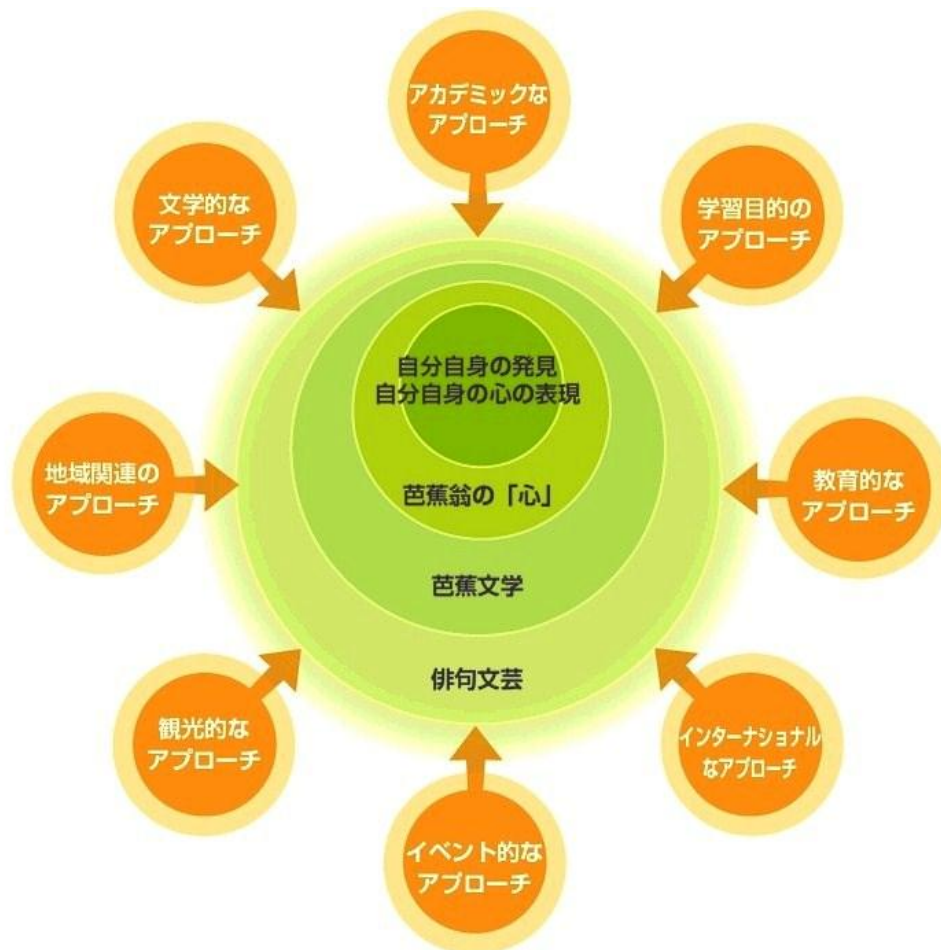 アカデミックな
アプローチ
文学的な
アプローチ
学習目的の
アプローチ
自分自身の発見
自分自身の心の表現
地域関連の
アプローチ
芭蕉翁の「心」
教育的な
アプローチ
芭蕉文学
俳句文芸
観光的な
アプローチ
インターナショナル
なアプローチ
イベント的な
アプローチ